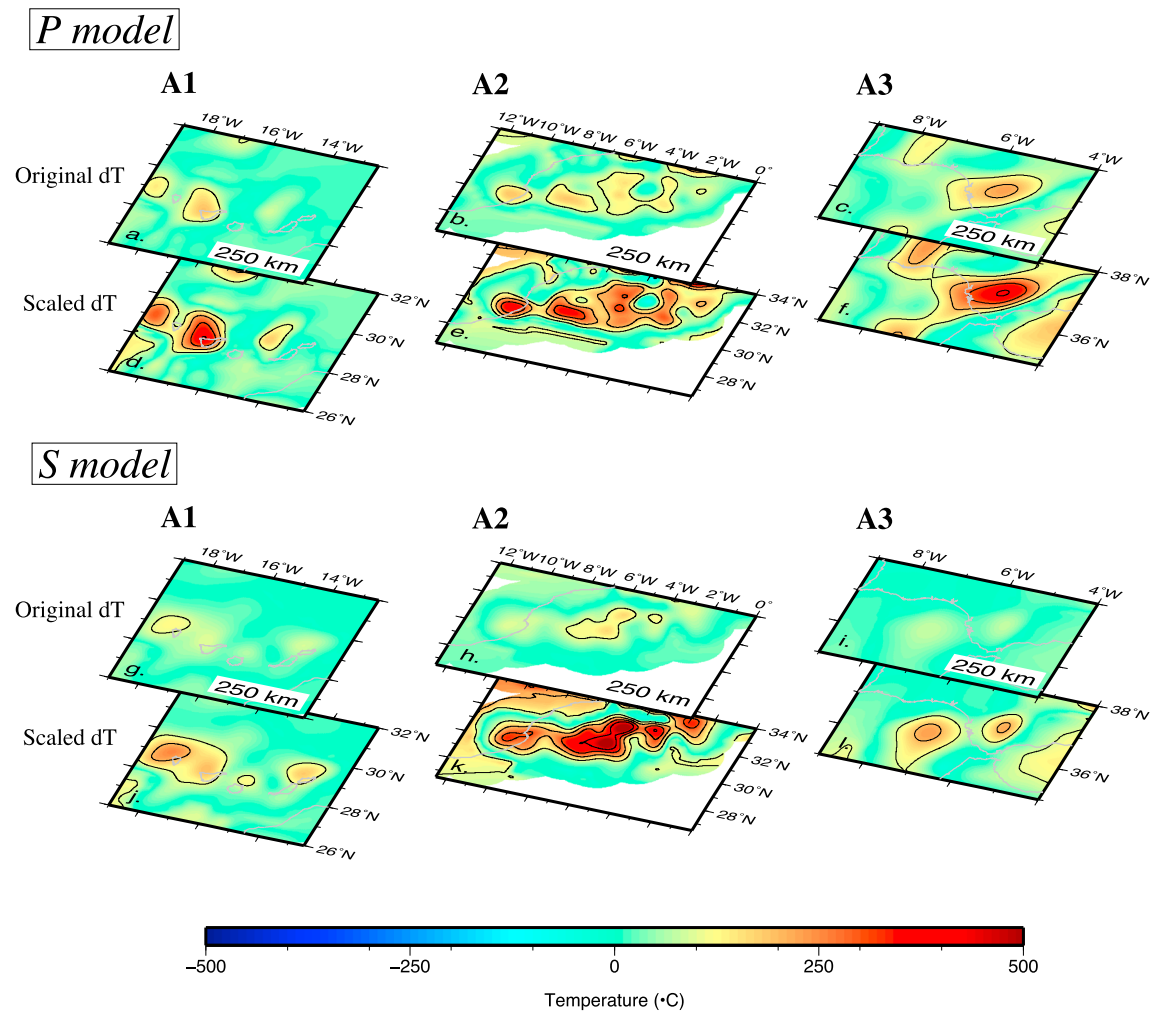 P model
A1 A2 A3
18°W 16°W 14°W
12°W 10°W 8°W 6°W 4°W 2°W 0°
8°W 6°W 4°W
Original dT
a. b. c.
250 km 250 km 250 km
Scaled dT
d. e. f.
32°N 30°N 28°N 26°N
34°N 32°N 30°N 28°N
38°N 36°N
S model
A1 A2 A3
18°W 16°W 14°W
12°W 10°W 8°W 6°W 4°W 2°W 0°
8°W 6°W 4°W
Original dT
g. h. i.
250 km 250 km 250 km
Scaled dT
j. k. l.
32°N 30°N 28°N 26°N
34°N 32°N 30°N 28°N
38°N 36°N
−500 −250 0 250 500
Temperature (•C)